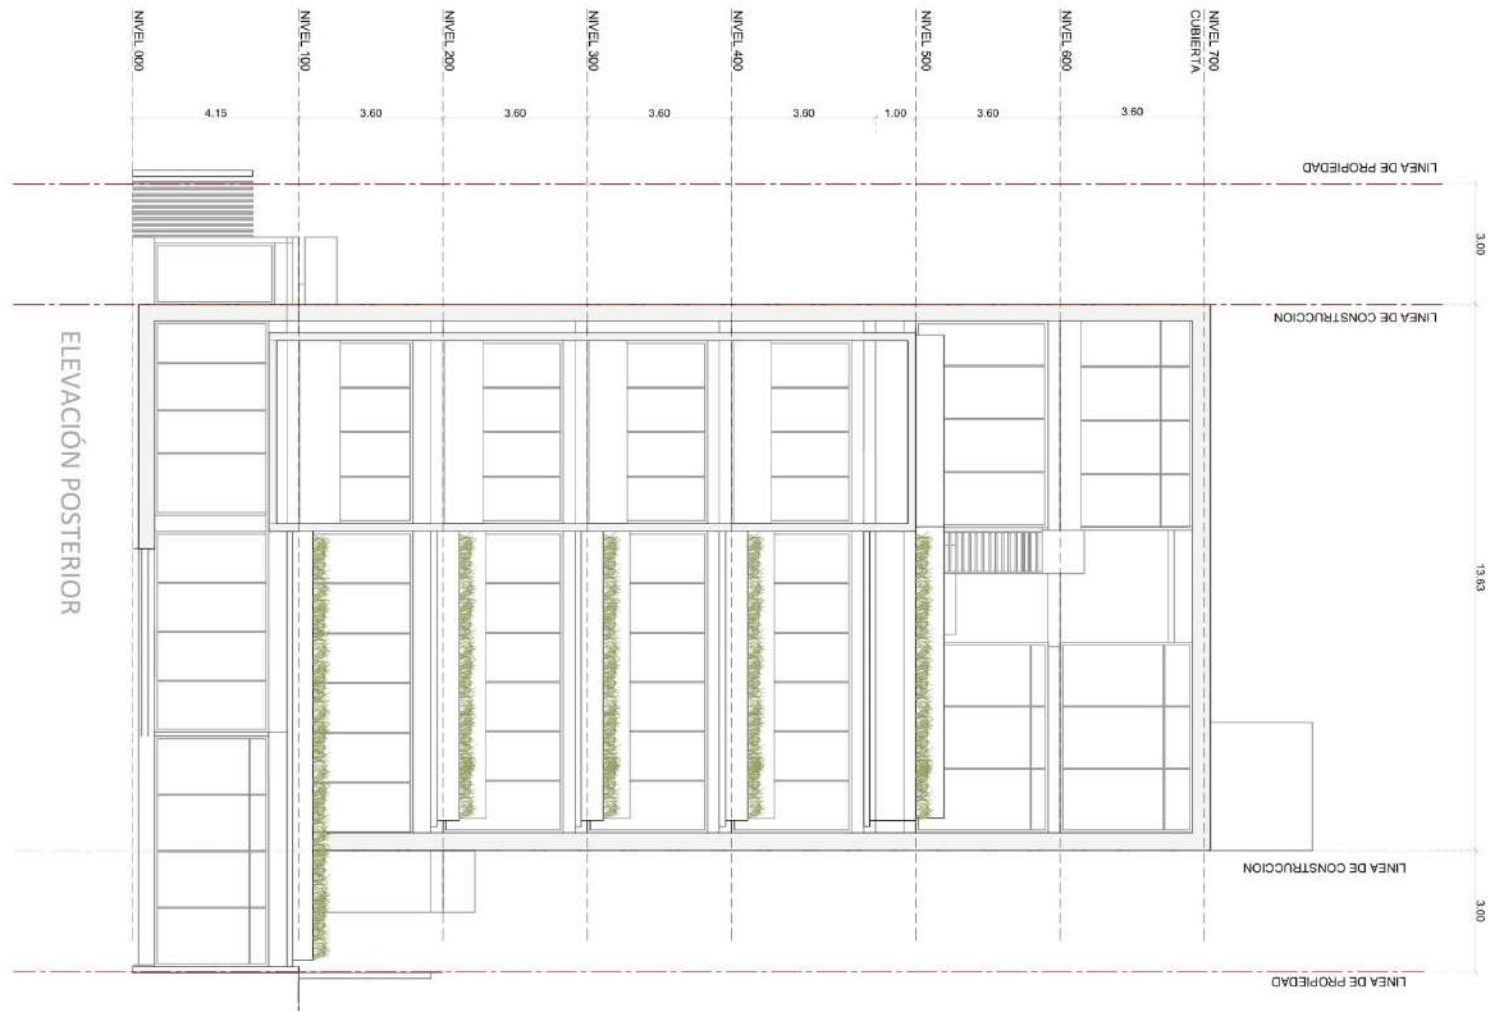 NIVEL 000
NIVEL 100
NIVEL 200
NIVEL 300
NIVEL 400
NIVEL 500
NIVEL 600
NIVEL 700
CUBIERTA
4.15
3.60
3.60
3.60
3.60
1.00
3.60
3.60
LINEA DE PROPIEDAD
3.00
LINEA DE CONSTRUCCION
13.63
LINEA DE CONSTRUCCION
3.00
LINEA DE PROPIEDAD
ELEVACIÓN POSTERIOR